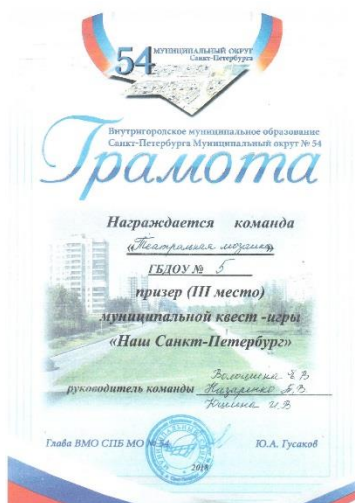 54
МУНИЦИПАЛЬНЫЙ ОКРУГ
Санкт-Петербурга
Внутригородское муниципальное образование
Санкт-Петербурга Муниципальный округ № 54
Грамота
Награждается команда
«Театральная мозаика»
ГБДОУ № 5
призер (III место)
муниципальной квест -игры
«Наш Санкт-Петербург»
Волошина Е.В
руководитель команды Назаренко А.В
Юшина И.В
Глава ВМО СПБ МО № 54 Ю.А. Гусаков
2018